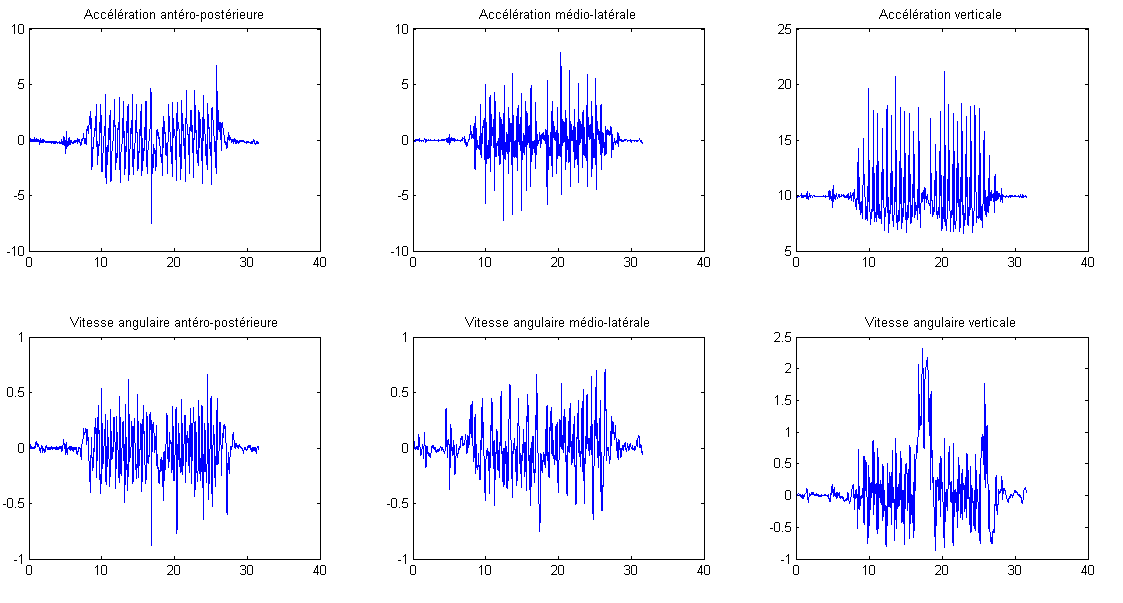 Accélération antéro-postérieure
10
5
0
-5
-10
0 10 20 30 40
Accélération médio-latérale
10
5
0
-5
-10
0 10 20 30 40
Accélération verticale
25
20
15
10
5
0 10 20 30 40
Vitesse angulaire antéro-postérieure
1
0.5
0
-0.5
-1
0 10 20 30 40
Vitesse angulaire médio-latérale
1
0.5
0
-0.5
-1
0 10 20 30 40
Vitesse angulaire verticale
2.5
2
1.5
1
0.5
0
-0.5
-1
0 10 20 30 40